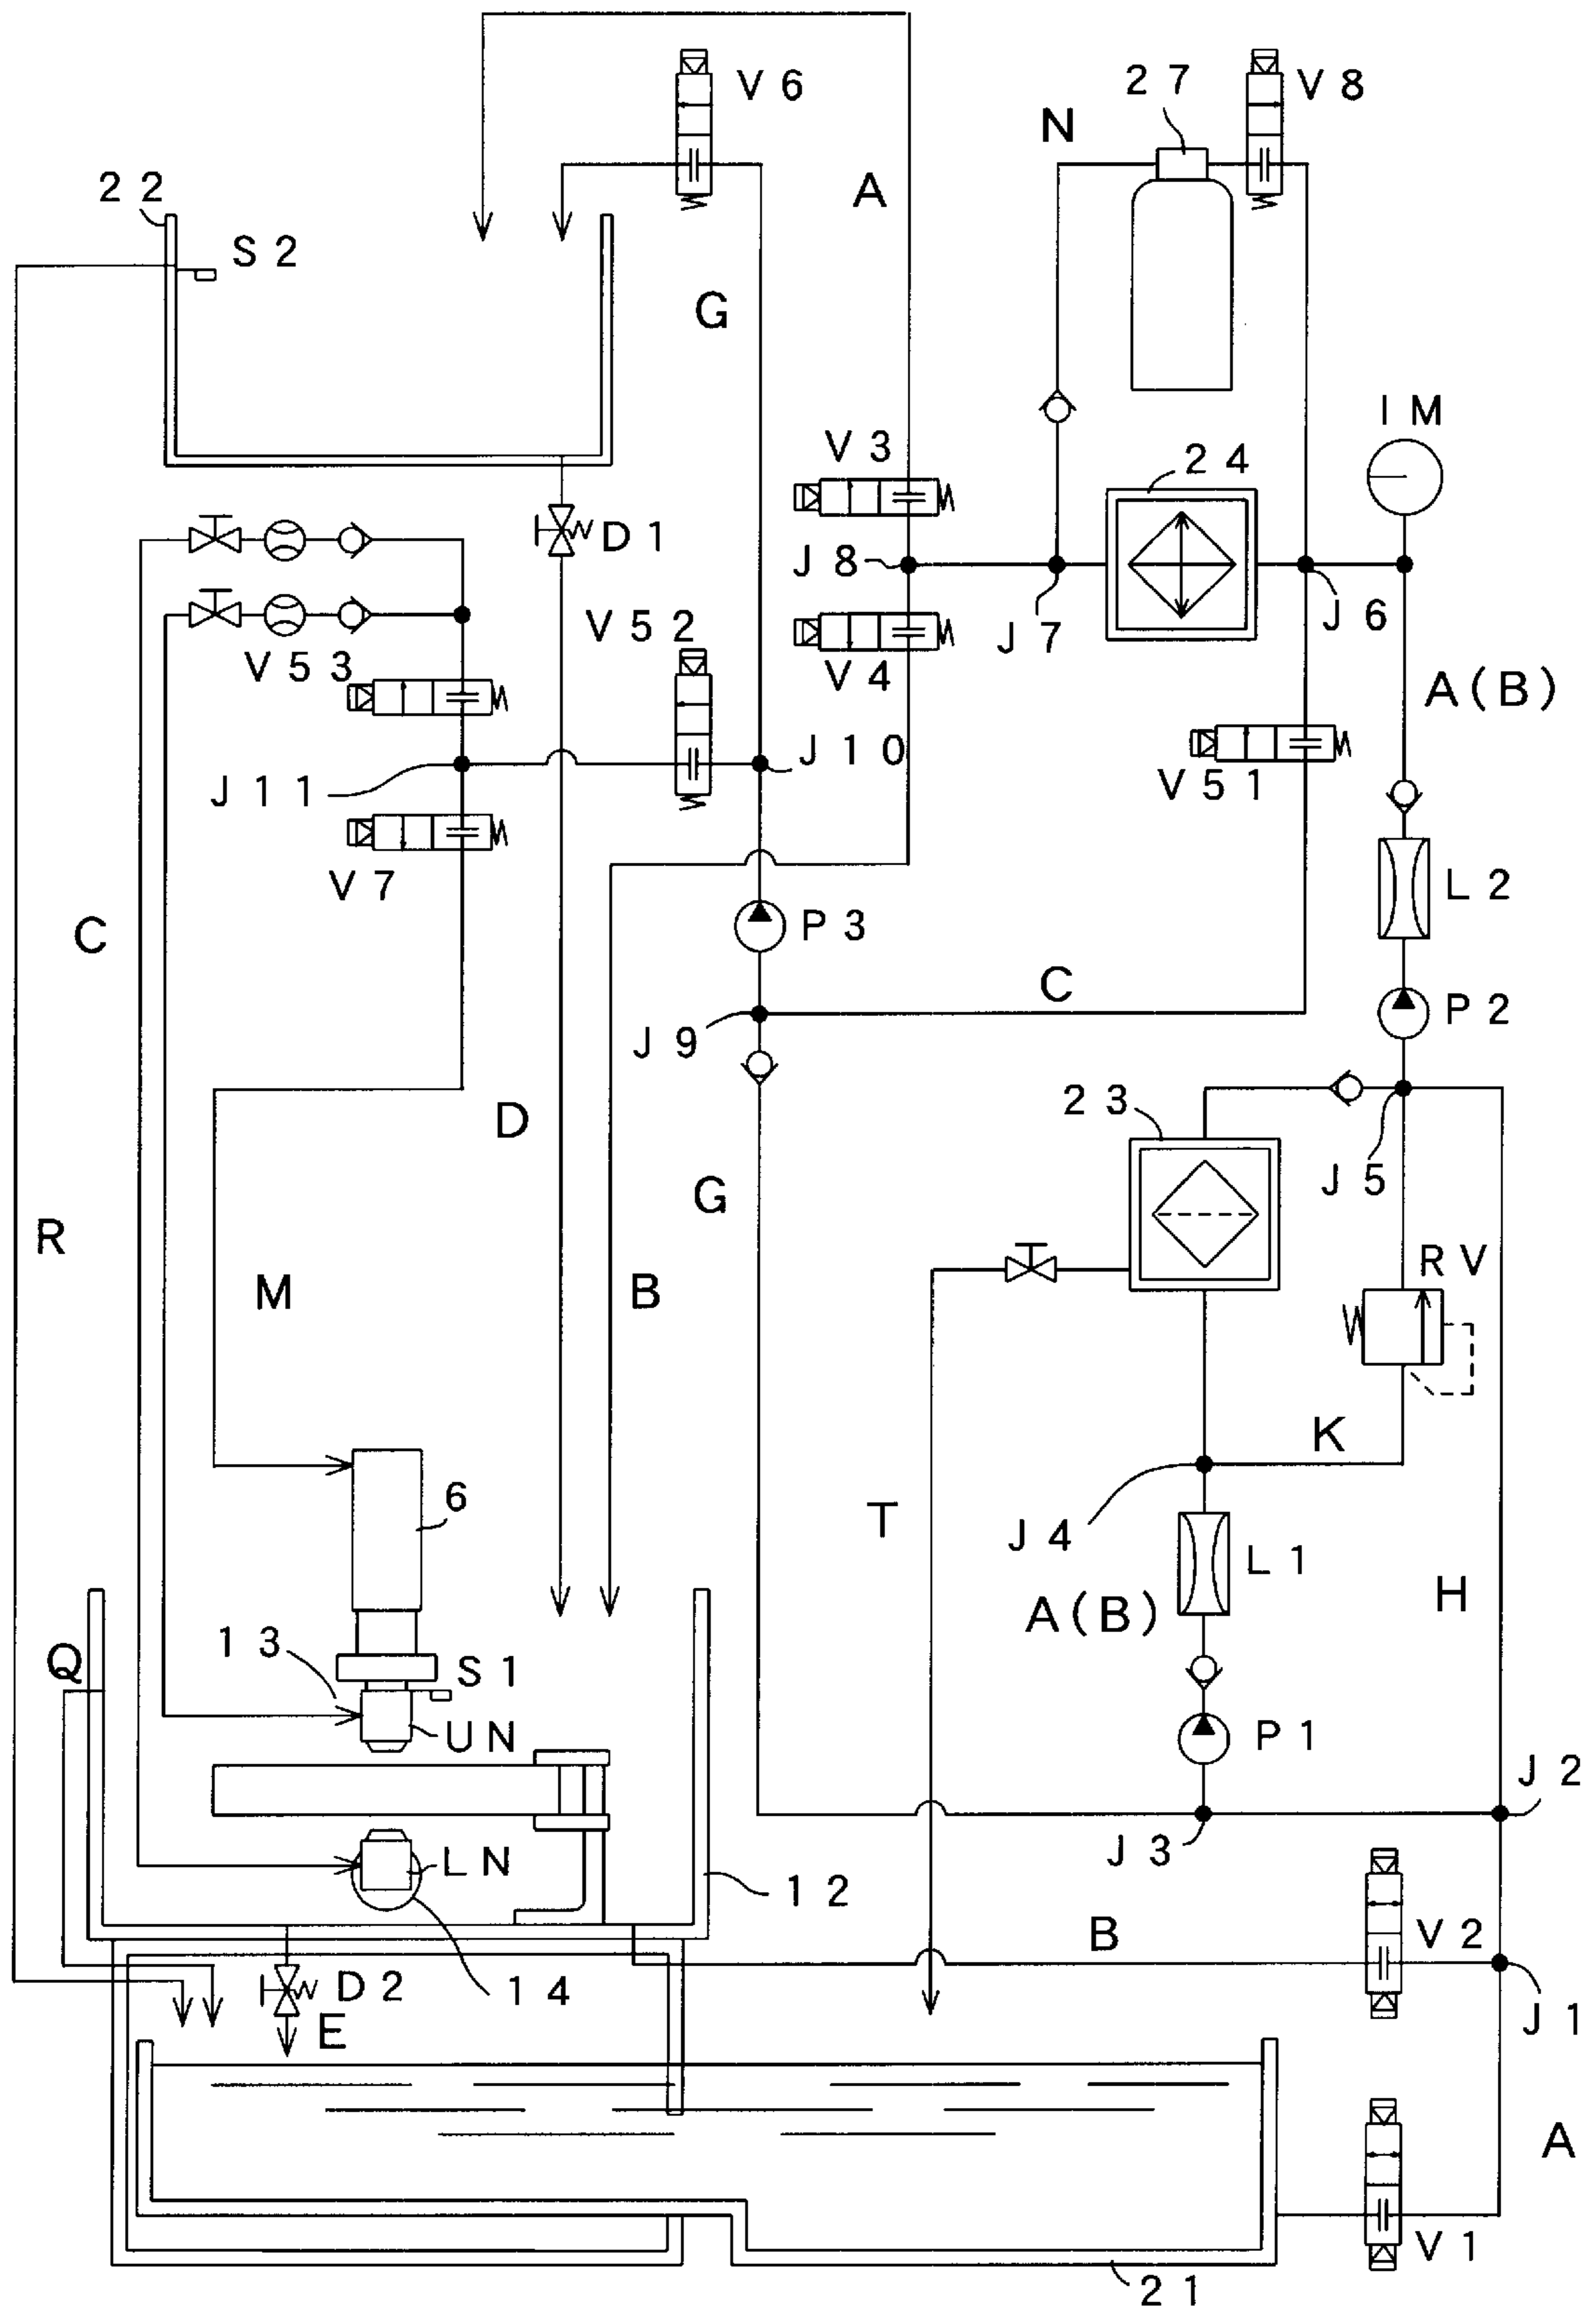 V6
27
V8
N
22
A
S2
G
IM
V3
24
D1
J8
V52
J7
J6
V53
V4
A(B)
J10
J11
V51
V7
L2
C
P3
C
P2
J9
23
D
J5
G
R
RV
M
B
K
6
T
J4
L1
H
A(B)
13
Q
S1
UN
P1
J2
J3
LN
12
B
V2
D2
14
J1
E
A
V1
21